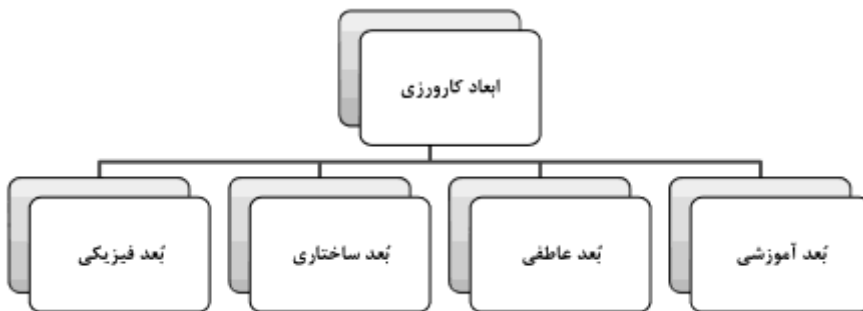 ابعاد کارورزی
بُعد آموزشی
بُعد عاطفی
بُعد ساختاری
بُعد فیزیکی